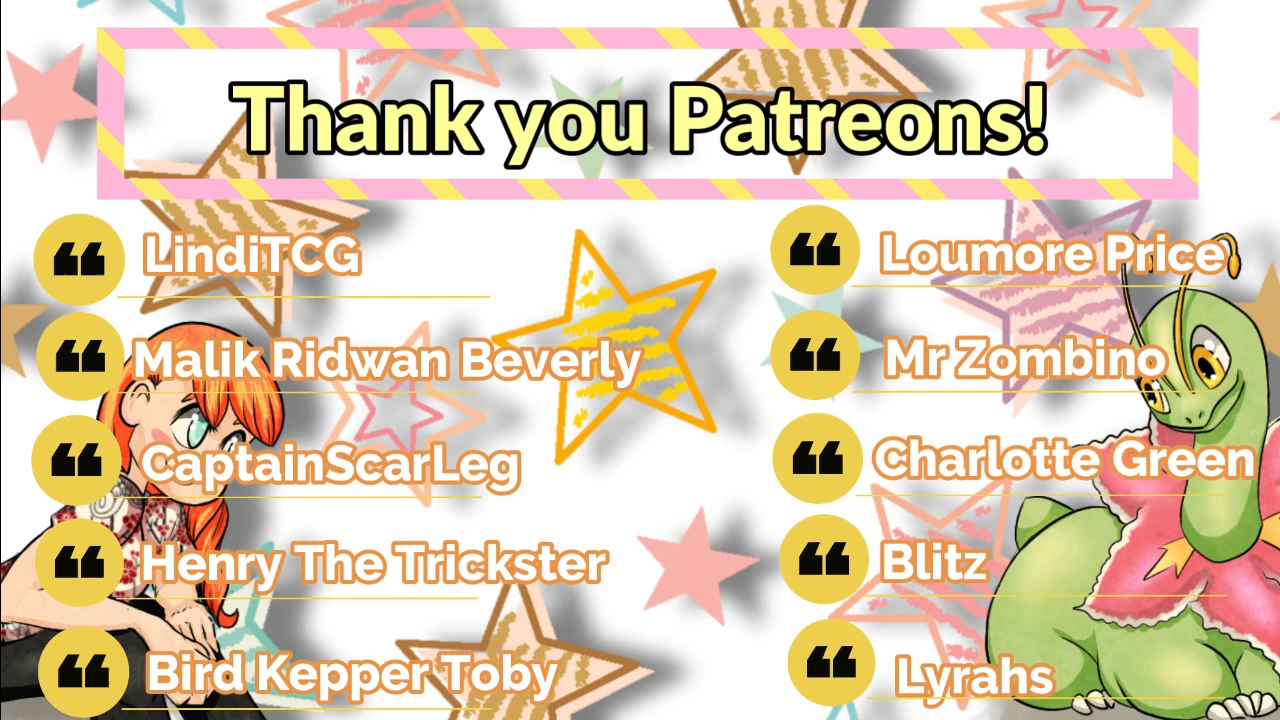 Thank you Patreons!
LindiTCG
Malik Ridwan Beverly
CaptainScarLeg
Henry The Trickster
Bird Kepper Toby
Loumore Price
Mr Zombino
Charlotte Green
Blitz
Lyrahs